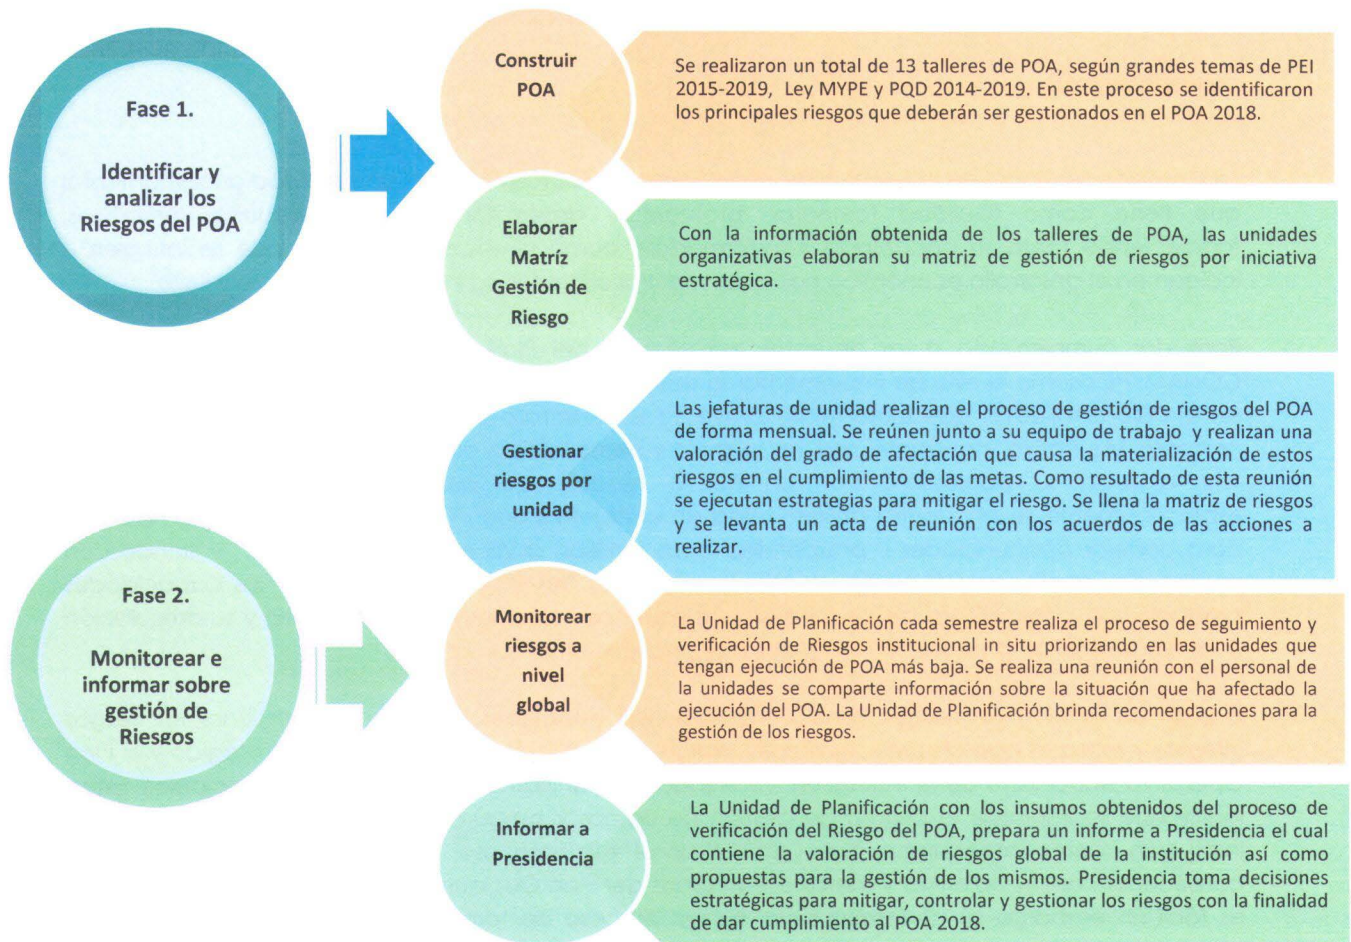 Fase 1.
Identificar y
analizar los
Riesgos del POA
Construir
POA
Se realizaron un total de 13 talleres de POA, según grandes temas de PEI
2015-2019, Ley MYPE y PQD 2014-2019. En este proceso se identificaron
los principales riesgos que deberán ser gestionados en el POA 2018.
Elaborar
Matríz
Gestión de
Riesgo
Con la información obtenida de los talleres de POA, las unidades
organizativas elaboran su matriz de gestión de riesgos por iniciativa
estratégica.
Fase 2.
Monitorear e
informar sobre
gestión de
Riesgos
Gestionar
riesgos por
unidad
Las jefaturas de unidad realizan el proceso de gestión de riesgos del POA
de forma mensual. Se reúnen junto a su equipo de trabajo y realizan una
valoración del grado de afectación que causa la materialización de estos
riesgos en el cumplimiento de las metas. Como resultado de esta reunión
se ejecutan estrategias para mitigar el riesgo. Se llena la matriz de riesgos
y se levanta un acta de reunión con los acuerdos de las acciones a
realizar.
Monitorear
riesgos a
nivel
global
La Unidad de Planificación cada semestre realiza el proceso de seguimiento y
verificación de Riesgos institucional in situ priorizando en las unidades que
tengan ejecución de POA más baja. Se realiza una reunión con el personal de
la unidades se comparte información sobre la situación que ha afectado la
ejecución del POA. La Unidad de Planificación brinda recomendaciones para la
gestión de los riesgos.
Informar a
Presidencia
La Unidad de Planificación con los insumos obtenidos del proceso de
verificación del Riesgo del POA, prepara un informe a Presidencia el cual
contiene la valoración de riesgos global de la institución así como
propuestas para la gestión de los mismos. Presidencia toma decisiones
estratégicas para mitigar, controlar y gestionar los riesgos con la finalidad
de dar cumplimiento al POA 2018.